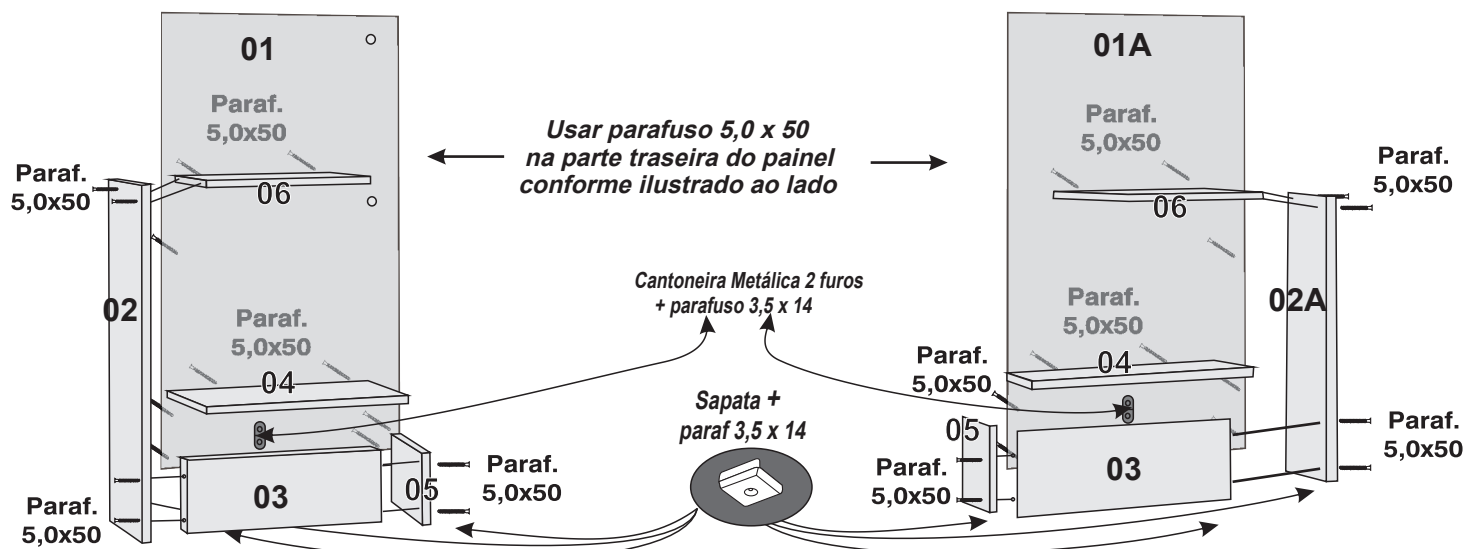 01
Paraf.
5,0x50
Paraf.
5,0x50
06
02
Paraf.
5,0x50
04
03
05
Paraf.
5,0x50
Paraf.
5,0x50
Usar parafuso 5,0 x 50
na parte traseira do painel
conforme ilustrado ao lado
Cantoneira Metálica 2 furos
+ parafuso 3,5 x 14
Sapata +
paraf 3,5 x 14
01A
Paraf.
5,0x50
Paraf.
5,0x50
06
02A
Paraf.
5,0x50
04
Paraf.
5,0x50
05
03
Paraf.
5,0x50
Paraf.
5,0x50